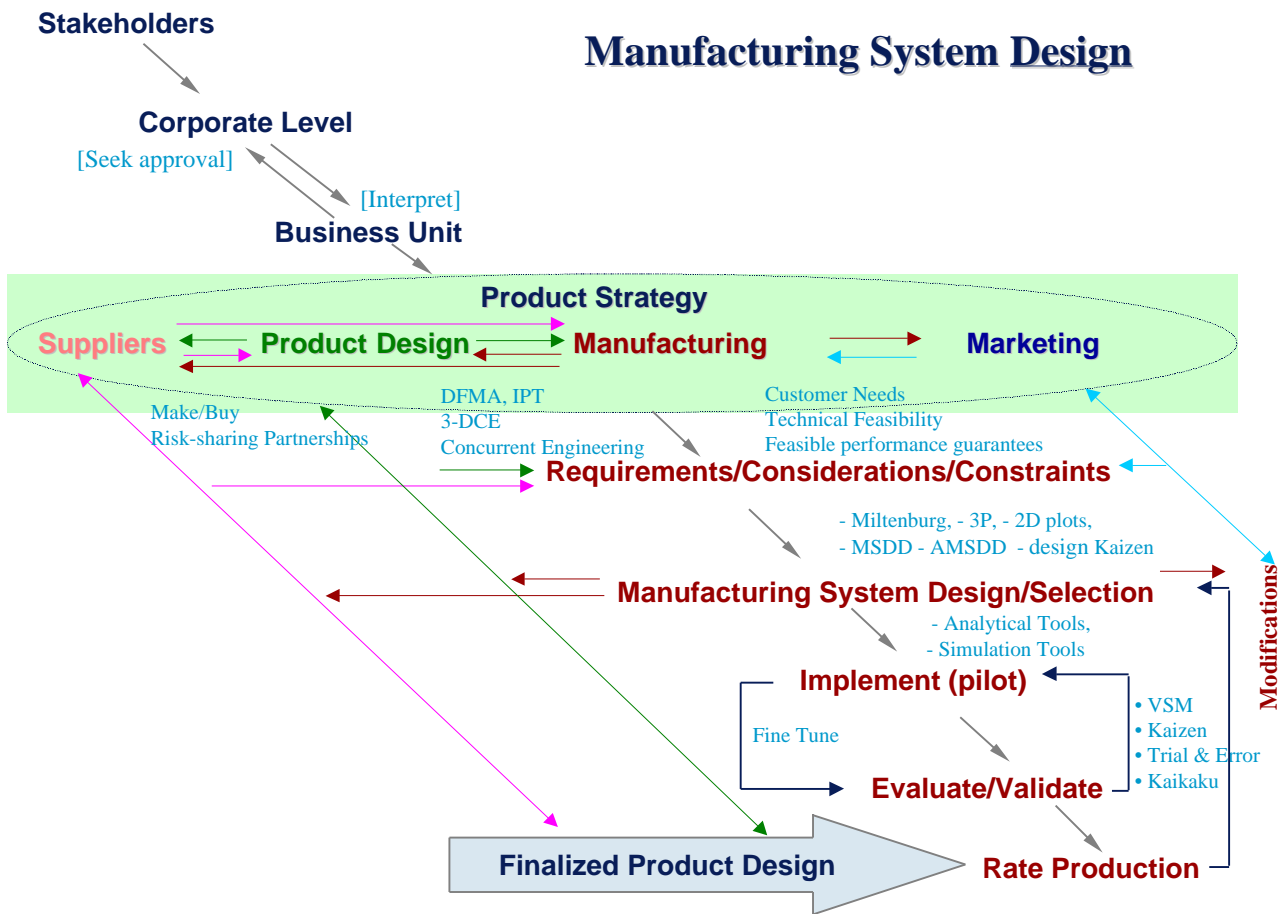 Stakeholders
Manufacturing System Design
Corporate Level
[Seek approval]
[Interpret]
Business Unit
Product Strategy
Suppliers
Product Design
Manufacturing
Marketing
Make/Buy
Risk-sharing Partnerships
DFMA, IPT
3-DCE
Concurrent Engineering
Customer Needs
Technical Feasibility
Feasible performance guarantees
Requirements/Considerations/Constraints
- Miltenburg, - 3P, - 2D plots,
- MSDD - AMSDD - design Kaizen
Manufacturing System Design/Selection
- Analytical Tools,
- Simulation Tools
Modifications
Implement (pilot)
Fine Tune
• VSM
• Kaizen
• Trial & Error
• Kaikaku
Evaluate/Validate
Finalized Product Design
Rate Production